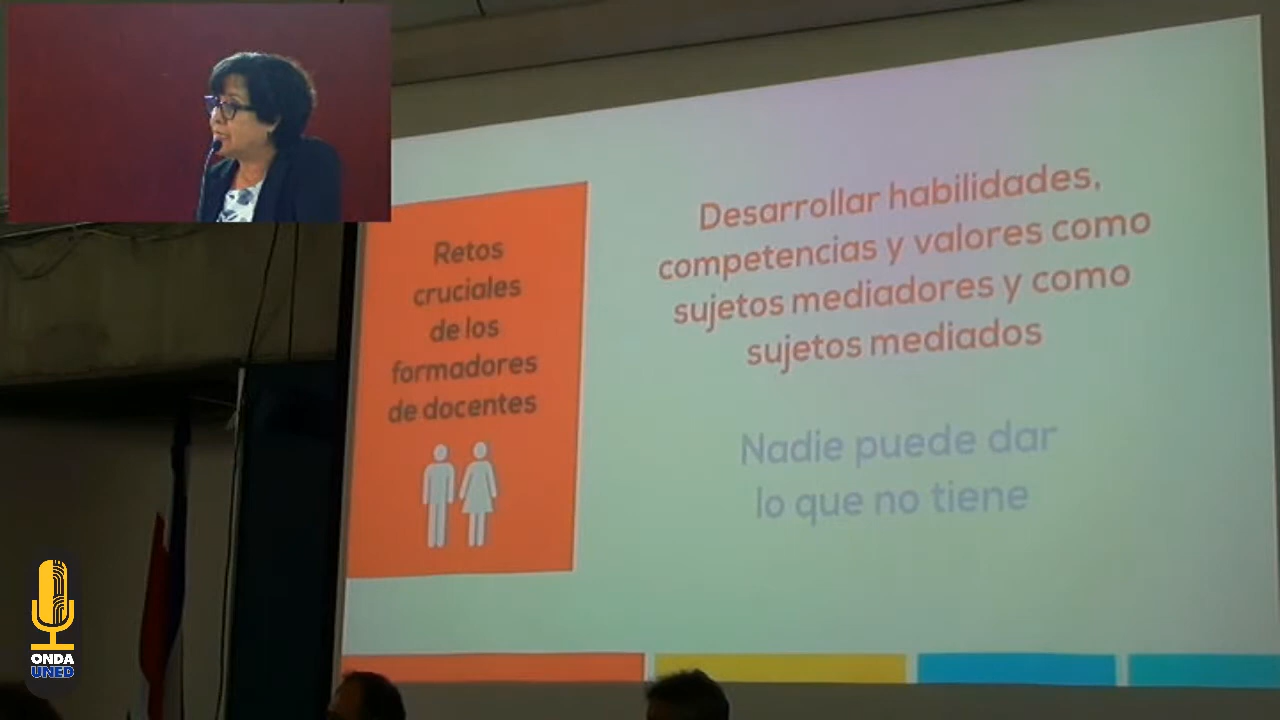 Retos
cruciales
de los
formadores
de docentes
Desarrollar habilidades,
competencias y valores como
sujetos mediadores y como
sujetos mediados
Nadie puede dar
lo que no tiene
ONDA
UNED